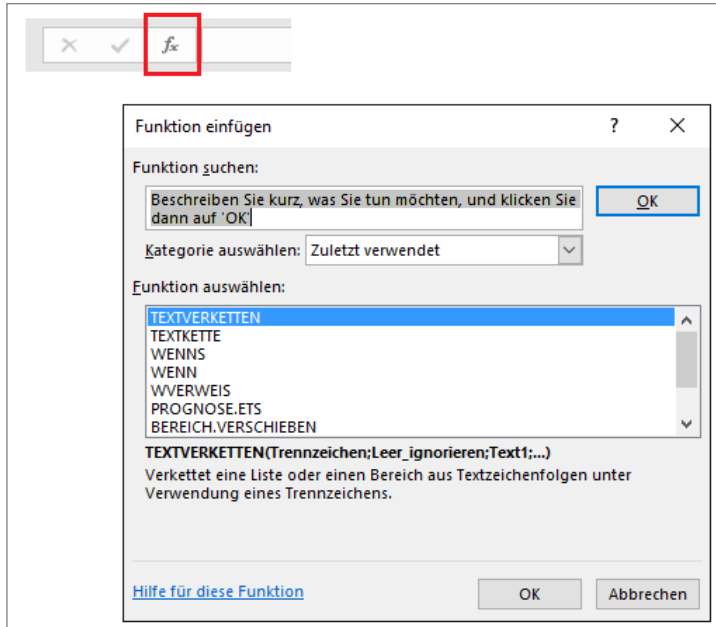 fx
Funktion einfügen ?
Funktion suchen:
Beschreiben Sie kurz, was Sie tun möchten, und klicken Sie
dann auf 'OK'
OK
Kategorie auswählen: Zuletzt verwendet
Funktion auswählen:
TEXTVERKETTEN
TEXTKETTE
WENNS
WENN
WVERWEIS
PROGNOSE.ETS
BEREICH.VERSCHIEBEN
TEXTVERKETTEN(Trennzeichen;Leer_ignorieren;Text1;...)
Verkettet eine Liste oder einen Bereich aus Textzeichenfolgen unter
Verwendung eines Trennzeichens.
Hilfe für diese Funktion OK Abbrechen